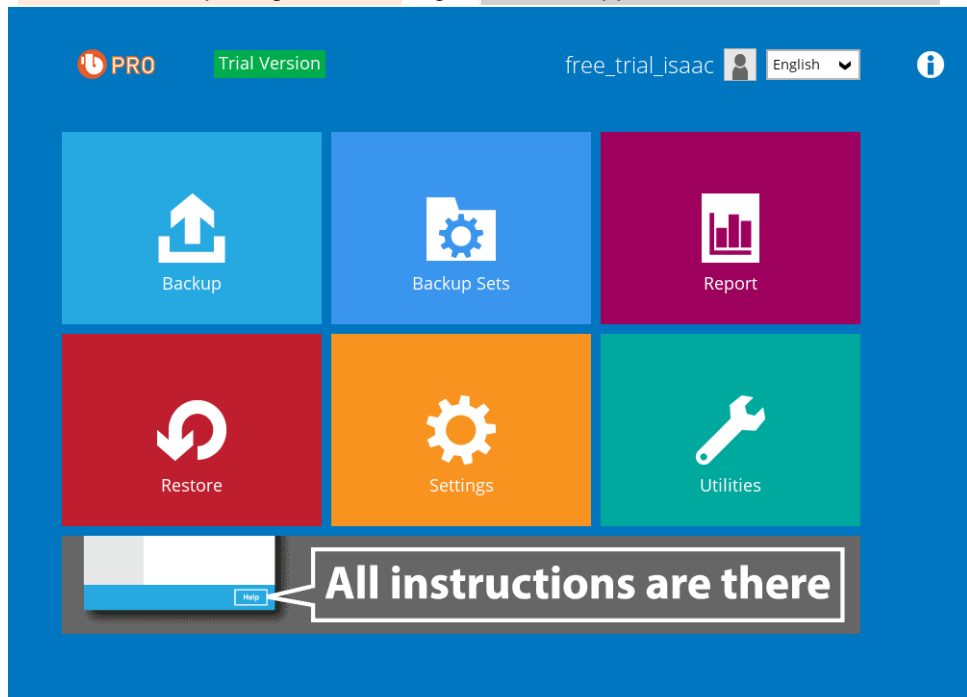 PRO
Trial Version
free_trial_isaac
English
Backup
Backup Sets
Report
Restore
Settings
Utilities
Help
All instructions are there